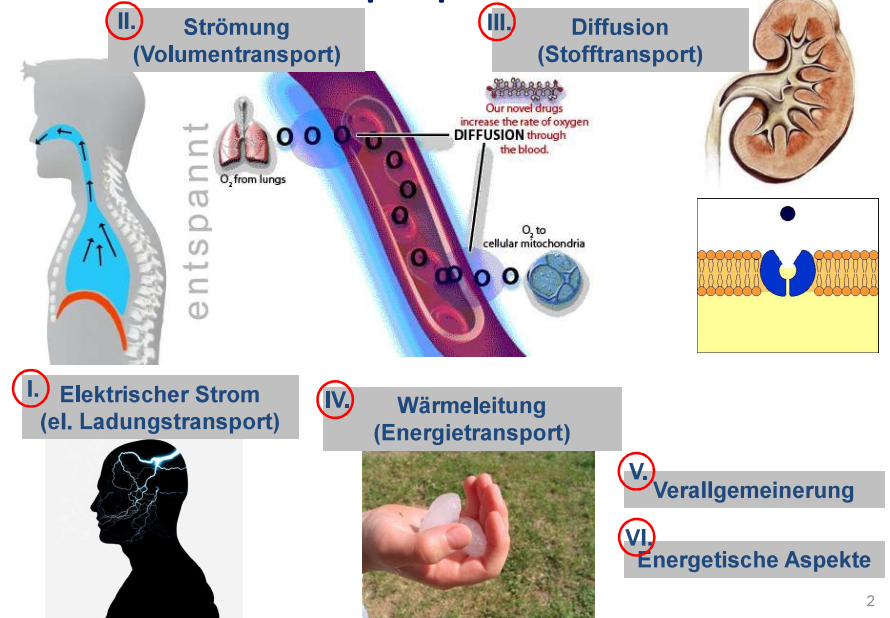 II.
Strömung
(Volumentransport)
III.
Diffusion
(Stofftransport)
entspannt
O₂ from lungs
Our novel drugs
increase the rate of oxygen
DIFFUSION through
the blood.
O₂ to
cellular mitochondria
I.
Elektrischer Strom
(el. Ladungstransport)
IV.
Wärmeleitung
(Energietransport)
V.
Verallgemeinerung
VI.
Energetische Aspekte
2